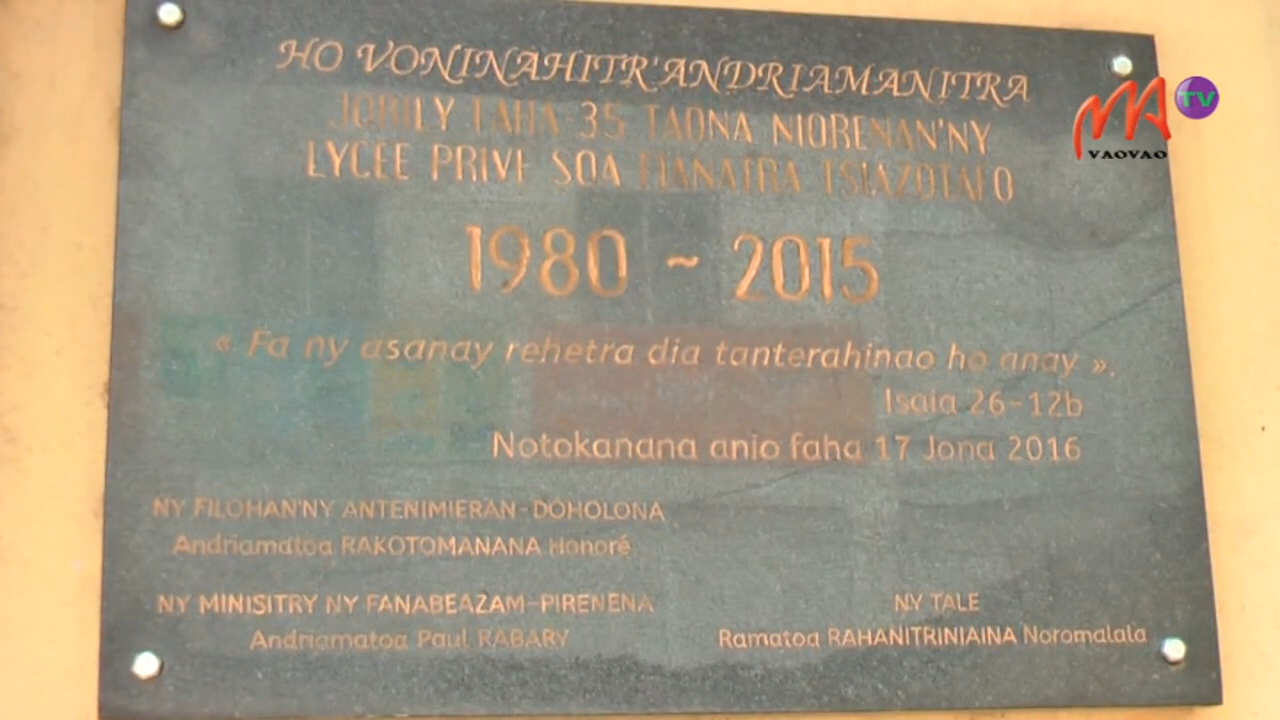 HO VONINAHITR'ANDRIAMANITRA
JOBILY FAHA 35 TAONA NIORENAN'NY
LYCÉE PRIVE SOA FIANATRA TSIAZOTAFO
1980 ~ 2015
« Fa ny asanay rehetra dia tanterahinao ho anay ».
Isaia 26-12b
Notokanana anio faha 17 Jona 2016
NY FILOHAN'NY ANTENIMIERAN-DOHOLONA
Andriamatoa RAKOTOMANANA Honoré
NY MINISITRY NY FANABEAZAM-PIRENENA
Andriamatoa Paul RABARY
NY TALE
Ramatoa RAHANITRINIAINA Noromalala
MA TV
VAOVAO